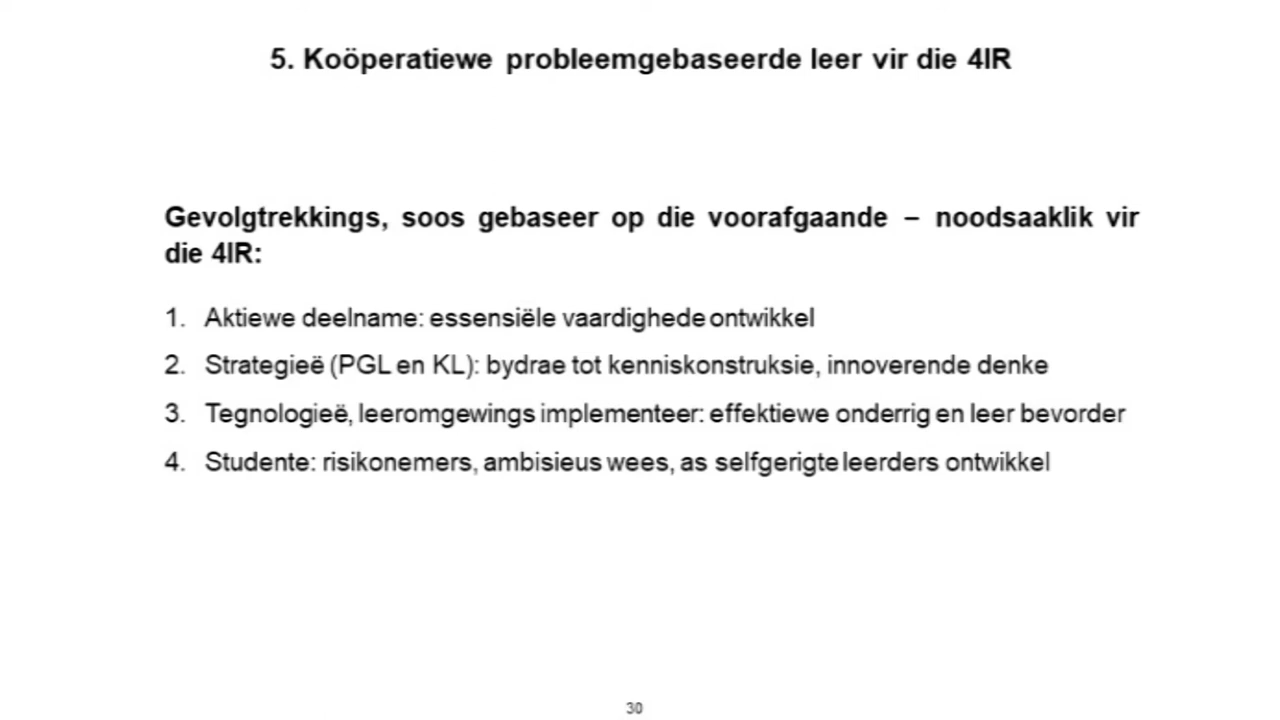 5. Koöperatiewe probleemgebaseerde leer vir die 4IR
Gevolgtrekkings, soos gebaseer op die voorafgaande – noodsaaklik vir
die 4IR:
1. Aktiewe deelname: essensiële vaardighede ontwikkel
2. Strategieë (PGL en KL): bydrae tot kenniskonstruksie, innoverende denke
3. Tegnologieë, leeromgewings implementeer: effektiewe onderrig en leer bevorder
4. Studente: risikonemers, ambisieus wees, as selfgerigte leerders ontwikkel
30